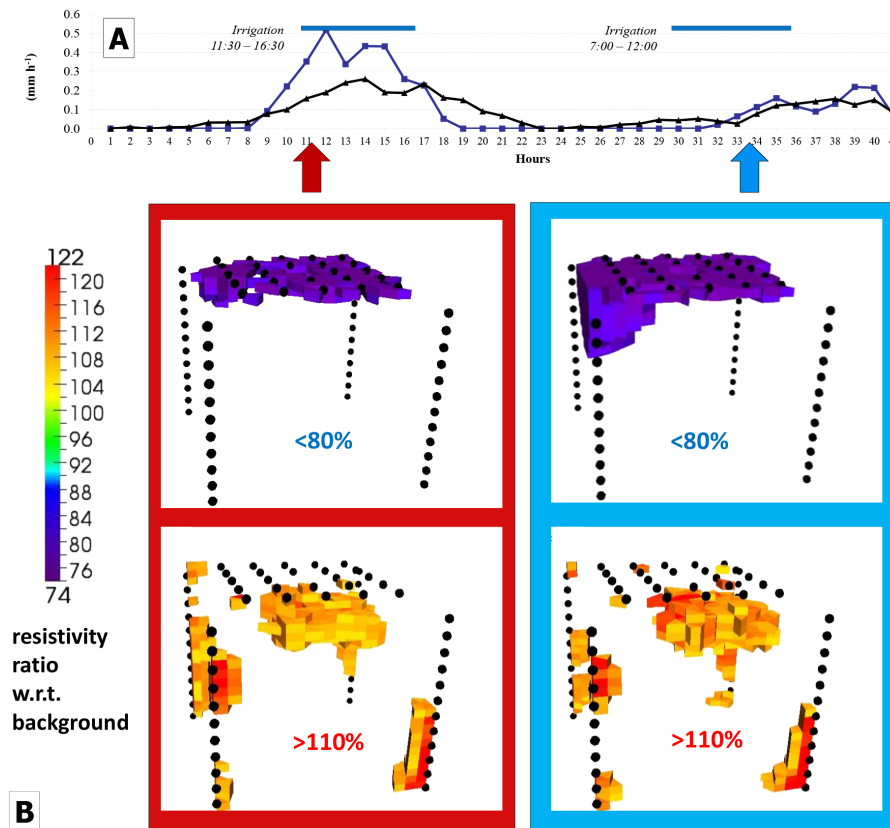 0.6
A
Irrigation
11:30 – 16:30
Irrigation
7:00 – 12:00
0.5
0.4
(mm h⁻¹)
0.3
0.2
0.1
0.0
0 1 2 3 4 5 6 7 8 9 10 11 12 13 14 15 16 17 18 19 20 21 22 23 24 25 26 27 28 29 30 31 32 33 34 35 36 37 38 39 40
Hours
122
120
116
112
108
104
100
96
92
88
84
80
76
74
resistivity
ratio
w.r.t.
background
<80%
<80%
>110%
>110%
B